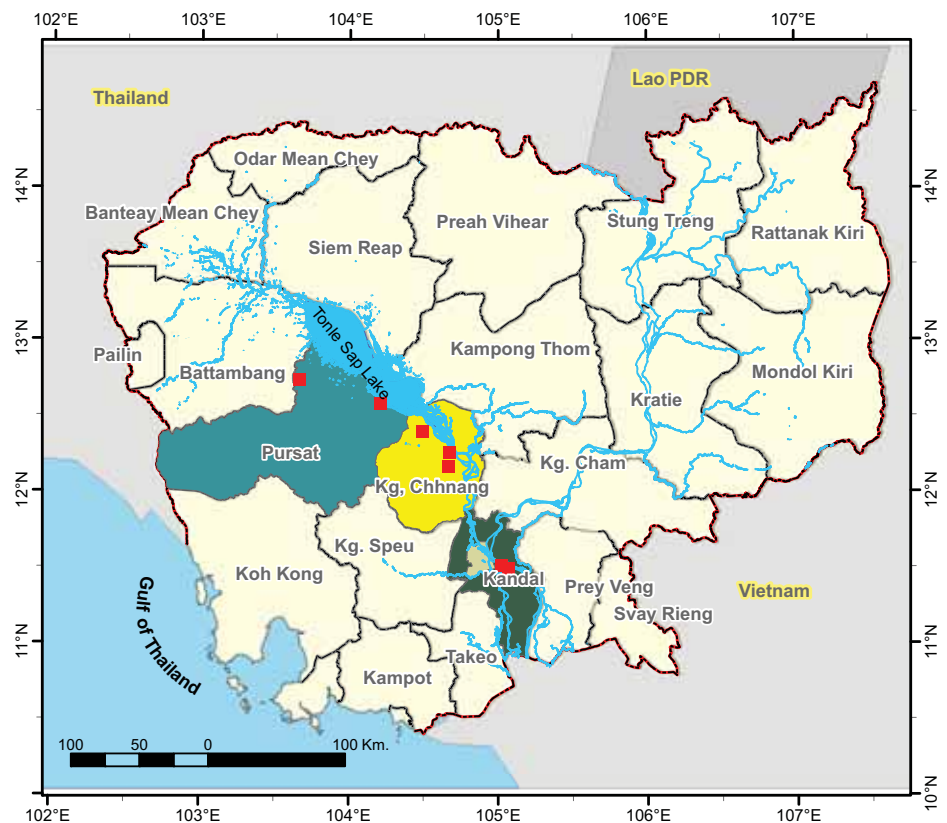 102°E 103°E 104°E 105°E 106°E 107°E
Lao PDR
Thailand
Odar Mean Chey
14°N 14°N
Banteay Mean Chey
Preah Vihear
Stung Treng
Rattanak Kiri
Siem Reap
13°N 13°N
Tonle Sap Lake
Pailin
Kampong Thom
Battambang
Mondol Kiri
Kratie
Pursat
Kg. Cham
12°N 12°N
Kg, Chhnang
Kg. Speu
Koh Kong
Kandal
Prey Veng
Vietnam
Svay Rieng
Gulf of Thailand
11°N 11°N
Takeo
Kampot
100 50 0 100 Km.
10°N
102°E 103°E 104°E 105°E 106°E 107°E